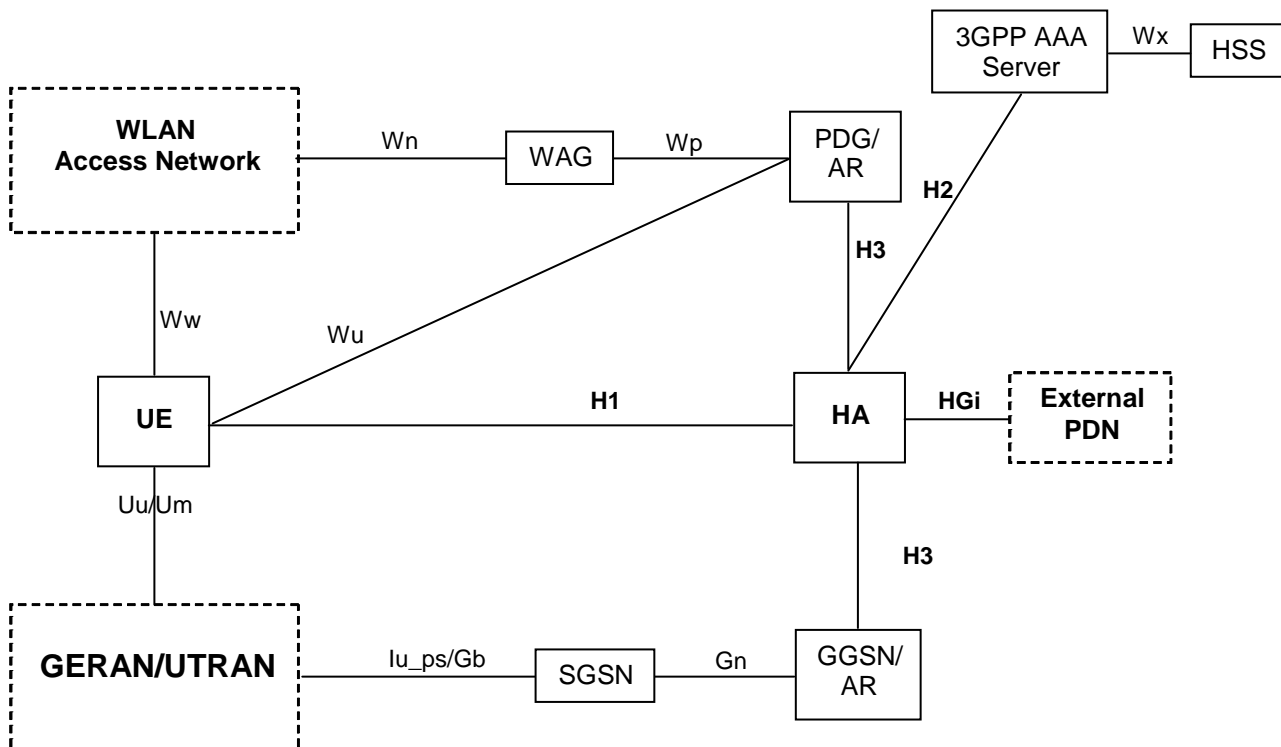 3GPP AAA
Server
Wx
HSS
WLAN
Access Network
Wn
WAG
Wp
PDG/
AR
H2
H3
Ww
Wu
UE
H1
HA
HGi
External
PDN
Uu/Um
H3
GERAN/UTRAN
Iu_ps/Gb
SGSN
Gn
GGSN/
AR